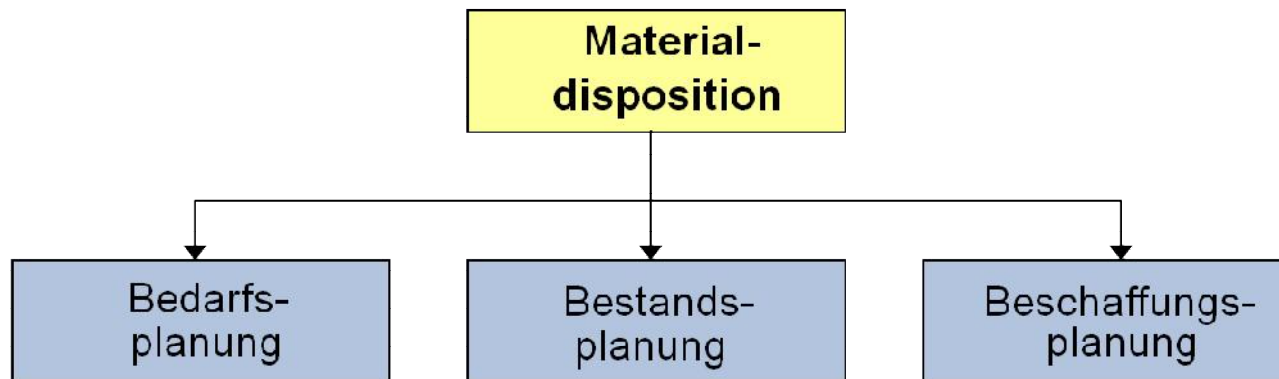 Material-
disposition
Bedarfs-
planung
Bestands-
planung
Beschaffungs-
planung